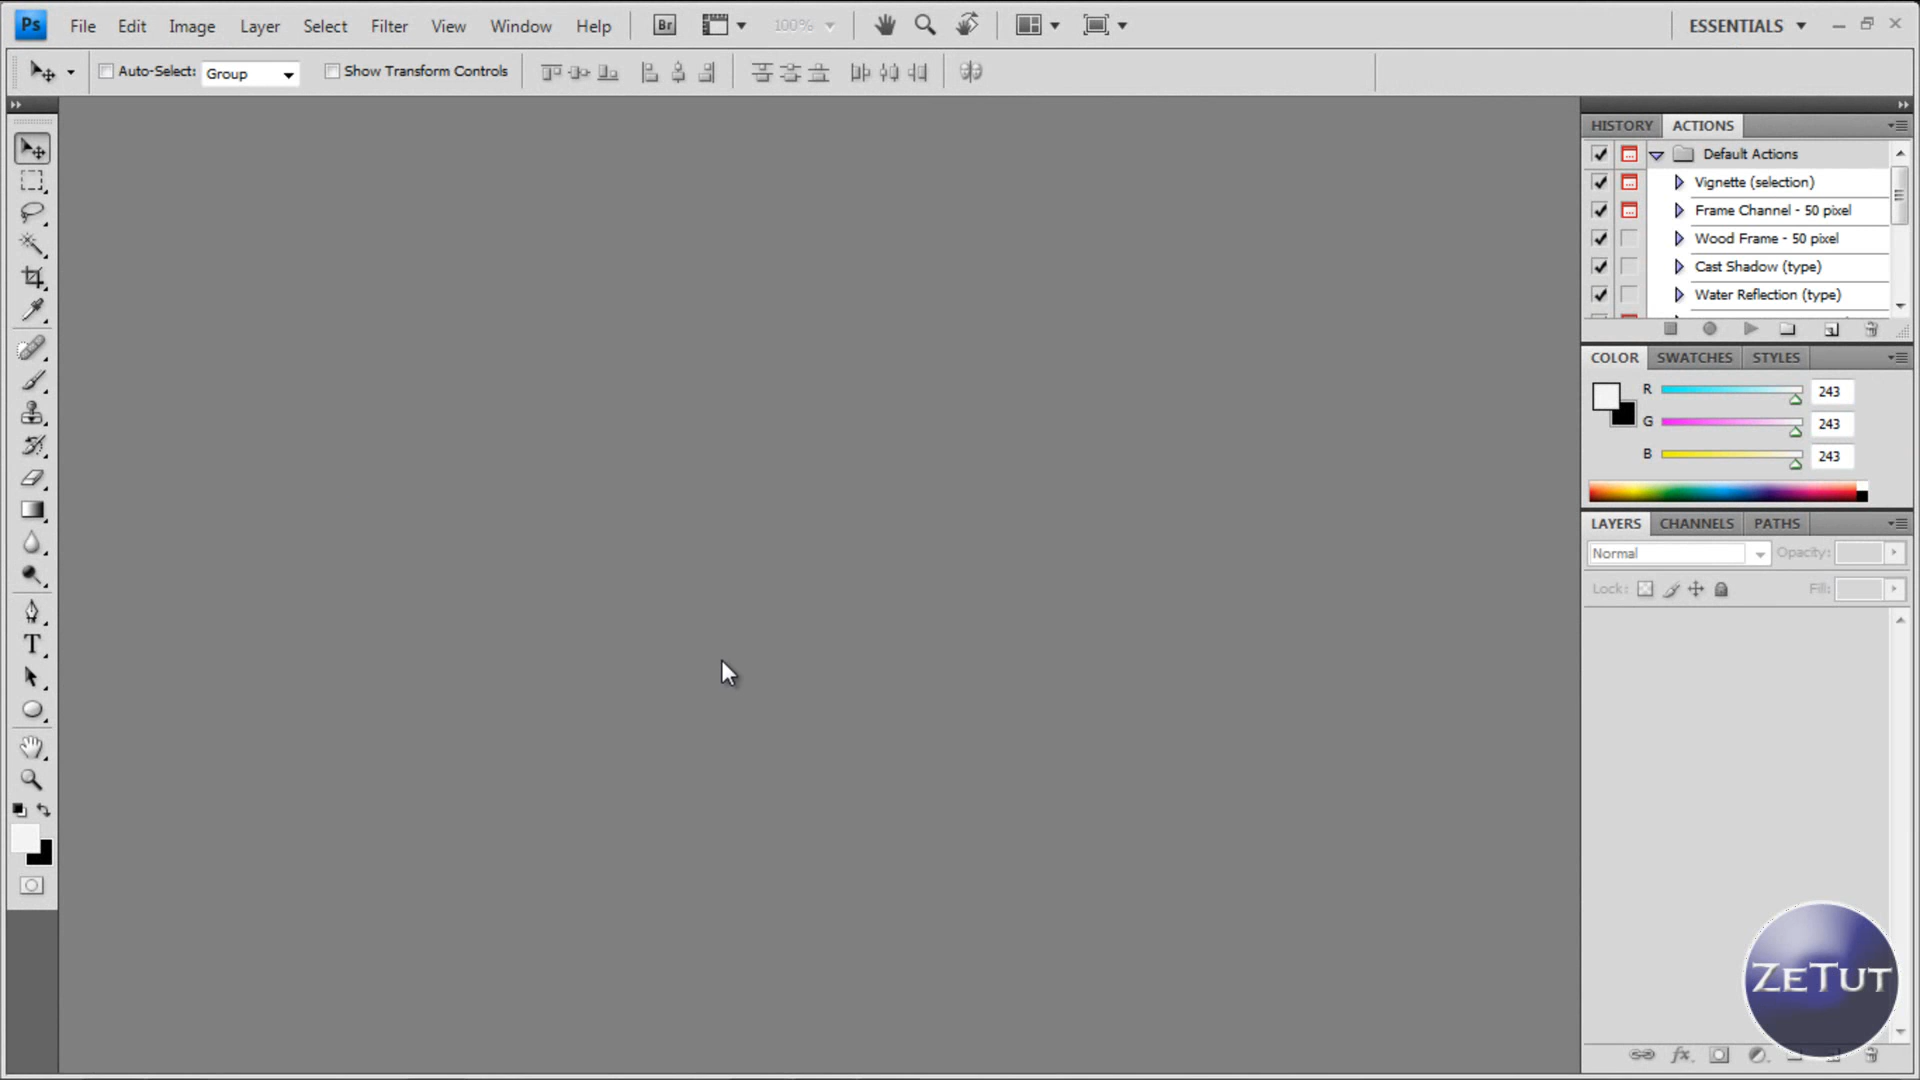 Ps File Edit Image Layer Select Filter View Window Help Br 100% ESSENTIALS
Auto-Select: Group Show Transform Controls
HISTORY ACTIONS
Default Actions
Vignette (selection)
Frame Channel - 50 pixel
Wood Frame - 50 pixel
Cast Shadow (type)
Water Reflection (type)
COLOR SWATCHES STYLES
R 243
G 243
B 243
LAYERS CHANNELS PATHS
Normal Opacity:
Lock: Fill:
T
ZETUT
fx